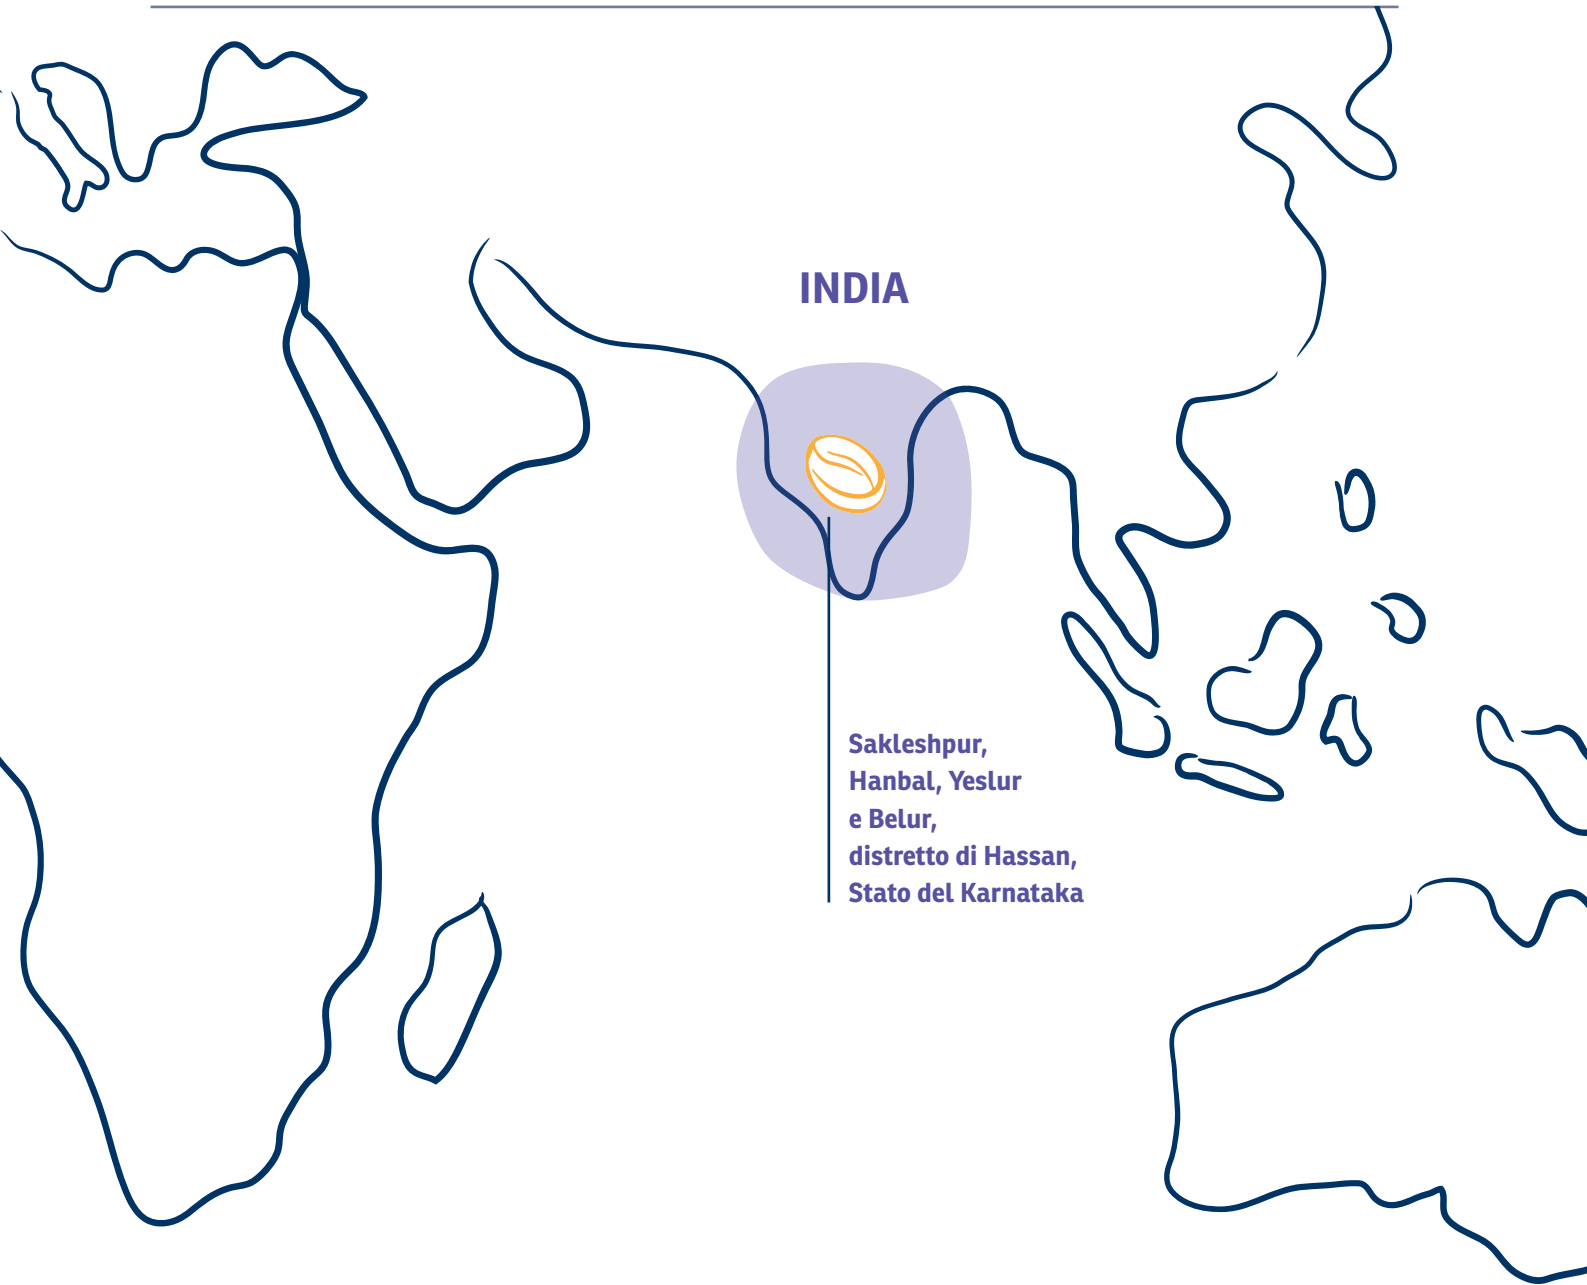 INDIA
Sakleshpur,
Hanbal, Yeslur
e Belur,
distretto di Hassan,
Stato del Karnataka